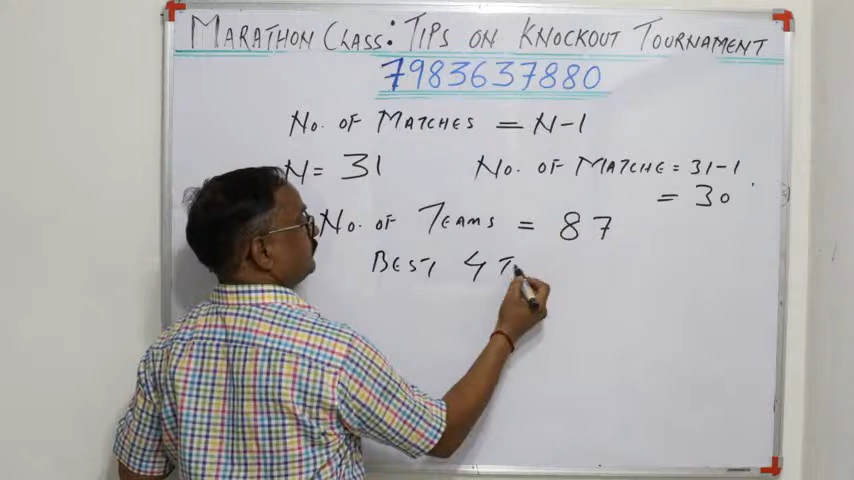 MARATHON CLASS: TIPS ON KNOCKOUT TOURNAMENT
7983637880
NO. OF MATCHES = N-1
N= 31 NO. OF MATCHE = 31-1
= 30
NO. OF TEAMS = 87
BEST 4 T